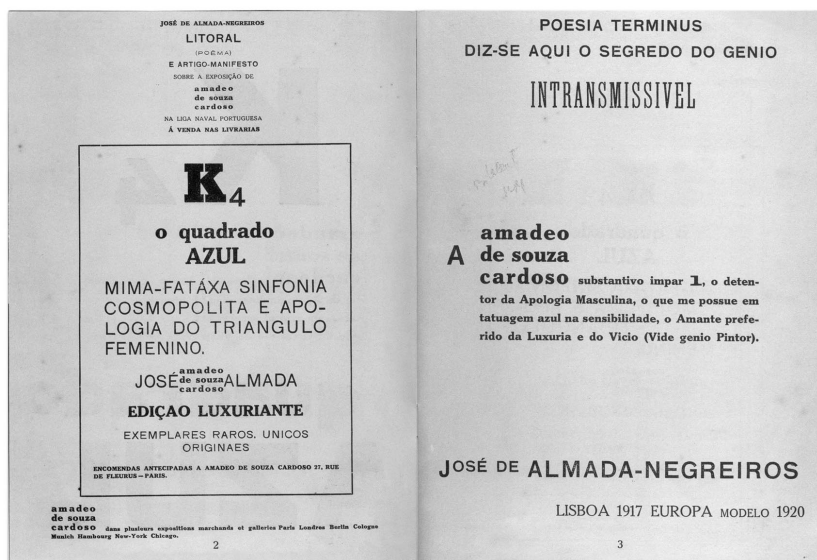 JOSÉ DE ALMADA-NEGREIROS
LITORAL
(POÊMA)
E ARTIGO-MANIFESTO
SOBRE A EXPOSIÇÃO DE
amadeo
de souza
cardoso
NA LIGA NAVAL PORTUGUESA
Á VENDA NAS LIVRARIAS
K4
o quadrado
AZUL
MIMA-FATÁXA SINFONIA
COSMOPOLITA E APO-
LOGIA DO TRIANGULO
FEMENINO.
JOSÉ amadeo de souza cardoso ALMADA
EDIÇAO LUXURIANTE
EXEMPLARES RAROS. UNICOS
ORIGINAES
ENCOMENDAS ANTECIPADAS A AMADEO DE SOUZA CARDOSO 27, RUE
DE FLEURUS—PARIS.
amadeo
de souza
cardoso dans plusieurs expositions marchands et galleries Paris Londres Berlin Cologne
Munich Hambourg New-York Chicago.
2
POESIA TERMINUS
DIZ-SE AQUI O SEGREDO DO GENIO
INTRANSMISSIVEL
amadeo
A de souza
cardoso substantivo impar 1, o deten-
tor da Apologia Masculina, o que me possue em
tatuagem azul na sensibilidade, o Amante prefe-
rido da Luxuria e do Vicio (Vide genio Pintor).
JOSÉ DE ALMADA-NEGREIROS
LISBOA 1917 EUROPA MODELO 1920
3